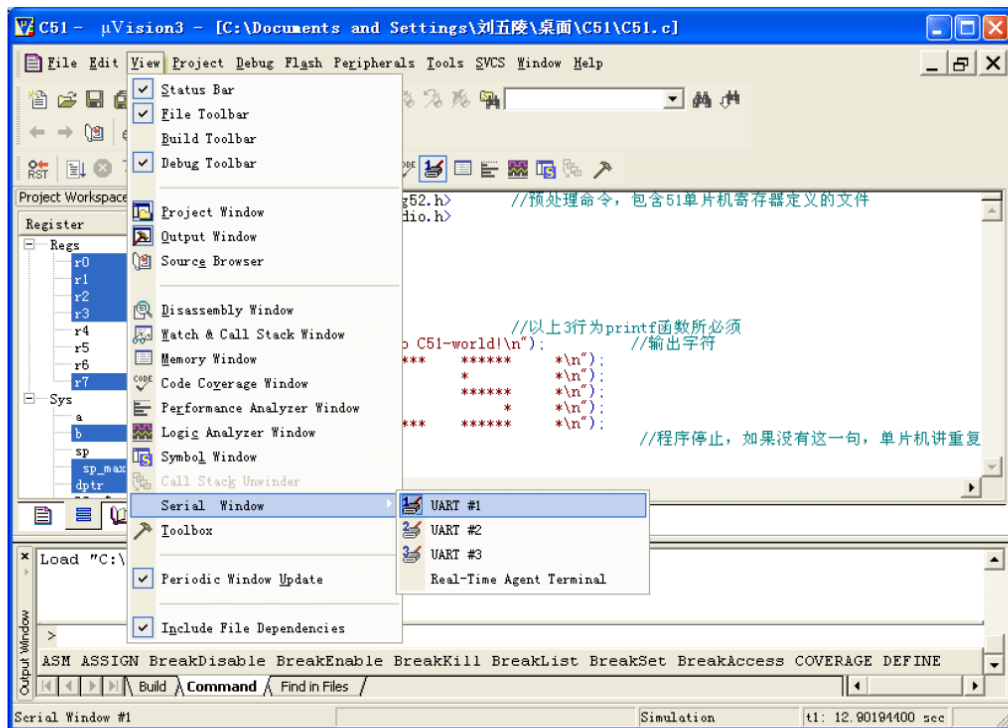 C51 - μVision3 - [C:\Documents and Settings\刘五陵\桌面\C51\C51.c]
File Edit View Project Debug Flash Peripherals Tools SVCS Window Help
Status Bar
File Toolbar
Build Toolbar
RST
Debug Toolbar
Project Workspace
g52.h> //预处理命令，包含51单片机寄存器定义的文件
dio.h>
Register
Project Window
Regs
Output Window
r0
Source Browser
r1
r2
r3
Disassembly Window
r4
Watch & Call Stack Window
//以上3行为printf函数所必须
r5
o C51-world!\n"); //输出字符
r6
Memory Window
*** ****** *\n");
r7
CODE
Code Coverage Window
* *\n");
****** *\n");
Sys
Performance Analyzer Window
* *\n");
a
*** ****** *\n");
b
Logic Analyzer Window
//程序停止，如果没有这一句，单片机讲重复
sp
Symbol Window
sp_max
Call Stack Unwinder
dptr
Serial Window
UART #1
Toolbox
UART #2
UART #3
Load "C:\
Periodic Window Update
Real-Time Agent Terminal
Include File Dependencies
>
ASM ASSIGN BreakDisable BreakEnable BreakKill BreakList BreakSet BreakAccess COVERAGE DEFINE
Output Window
Build Command Find in Files
Serial Window #1 Simulation t1: 12.90194400 sec